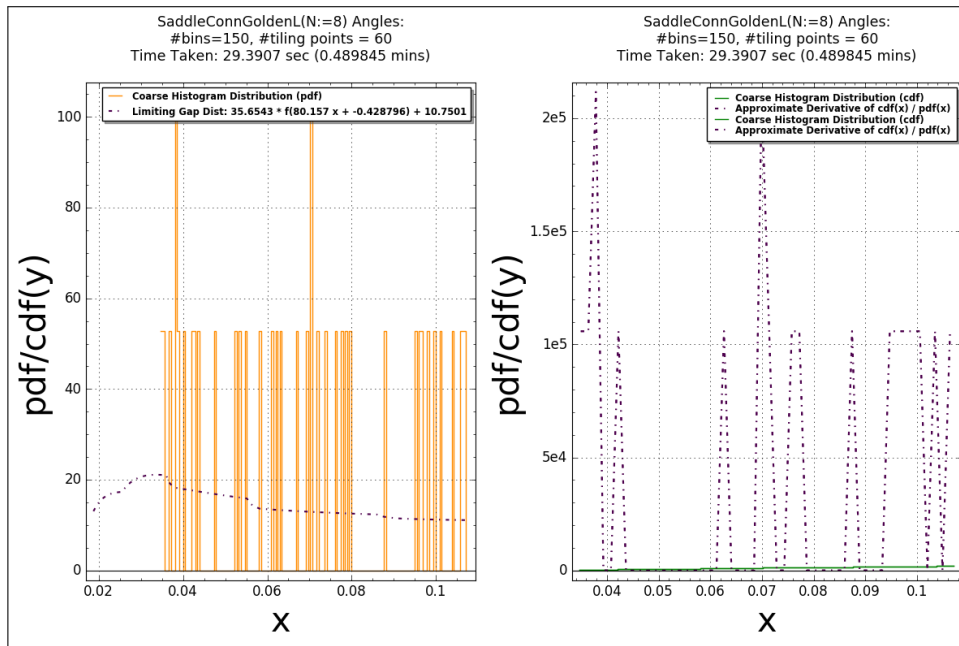 SaddleConnGoldenL(N:=8) Angles:
#bins=150, #tiling points = 60
Time Taken: 29.3907 sec (0.489845 mins)
Coarse Histogram Distribution (pdf)
Limiting Gap Dist: 35.6543 * f(80.157 x + -0.428796) + 10.7501
100
80
60
40
20
0
0.02
0.04
0.06
0.08
0.1
pdf/cdf(y)
x
SaddleConnGoldenL(N:=8) Angles:
#bins=150, #tiling points = 60
Time Taken: 29.3907 sec (0.489845 mins)
Coarse Histogram Distribution (cdf)
Approximate Derivative of cdf(x) / pdf(x)
Coarse Histogram Distribution (cdf)
Approximate Derivative of cdf(x) / pdf(x)
2e5
1.5e5
1e5
5e4
0
0.04
0.05
0.06
0.07
0.08
0.09
0.1
pdf/cdf(y)
x